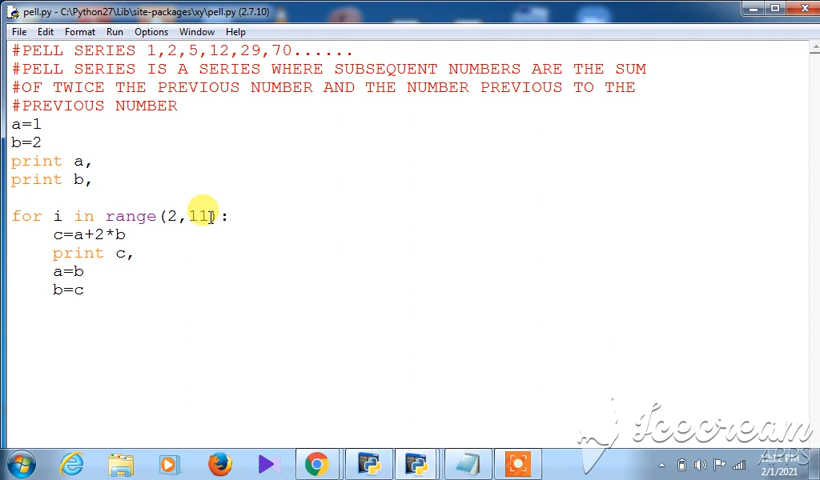 pell.py - C:\Python27\Lib\site-packages\xy\pell.py (2.7.10)
File Edit Format Run Options Windows Help
#PELL SERIES 1,2,5,12,29,70......
#PELL SERIES IS A SERIES WHERE SUBSEQUENT NUMBERS ARE THE SUM
#OF TWICE THE PREVIOUS NUMBER AND THE NUMBER PREVIOUS TO THE
#PREVIOUS NUMBER
a=1
b=2
print a,
print b,
for i in range(2,11):
c=a+2*b
print c,
a=b
b=c
Icecream
APPS
PM
2/1/2021